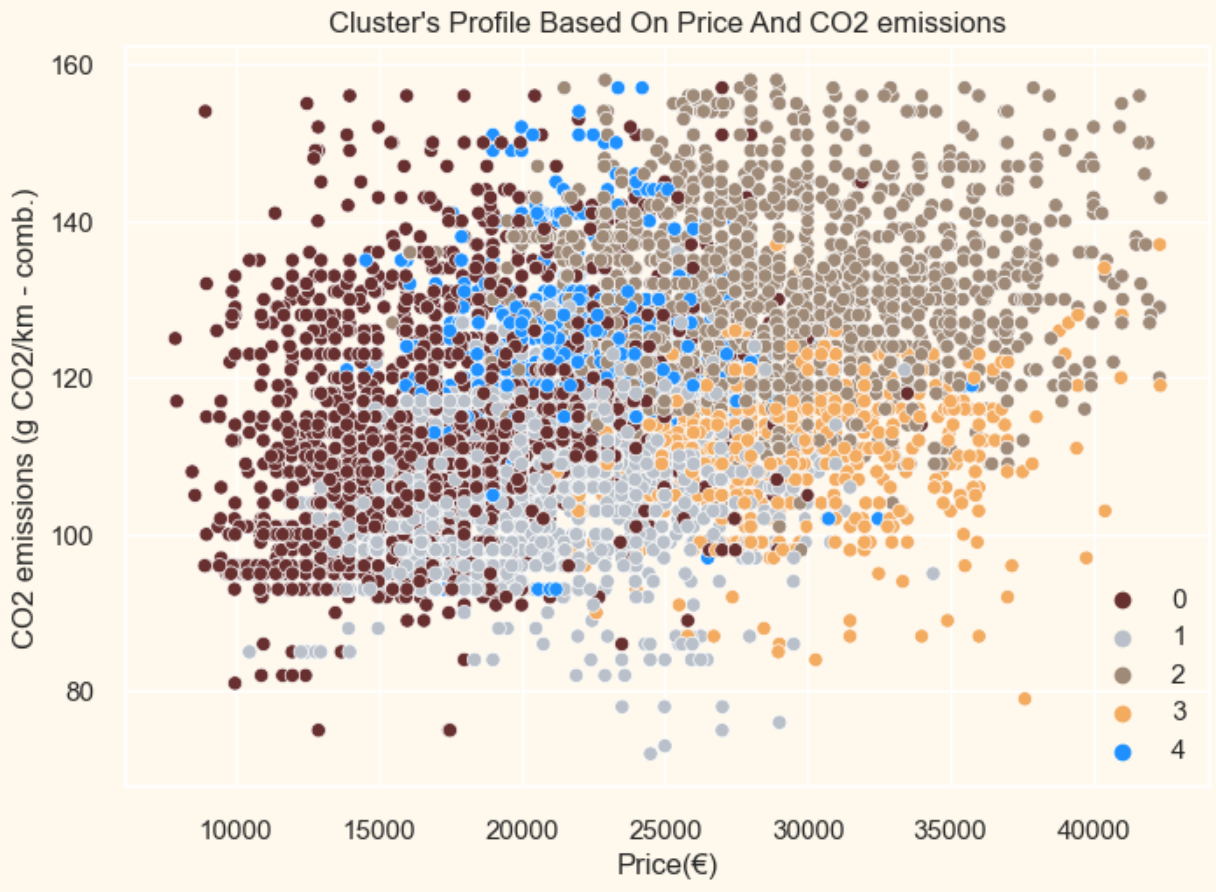 Cluster's Profile Based On Price And CO2 emissions
CO2 emissions (g CO2/km - comb.)
160
140
120
100
80
0
1
2
3
4
10000 15000 20000 25000 30000 35000 40000
Price(€)